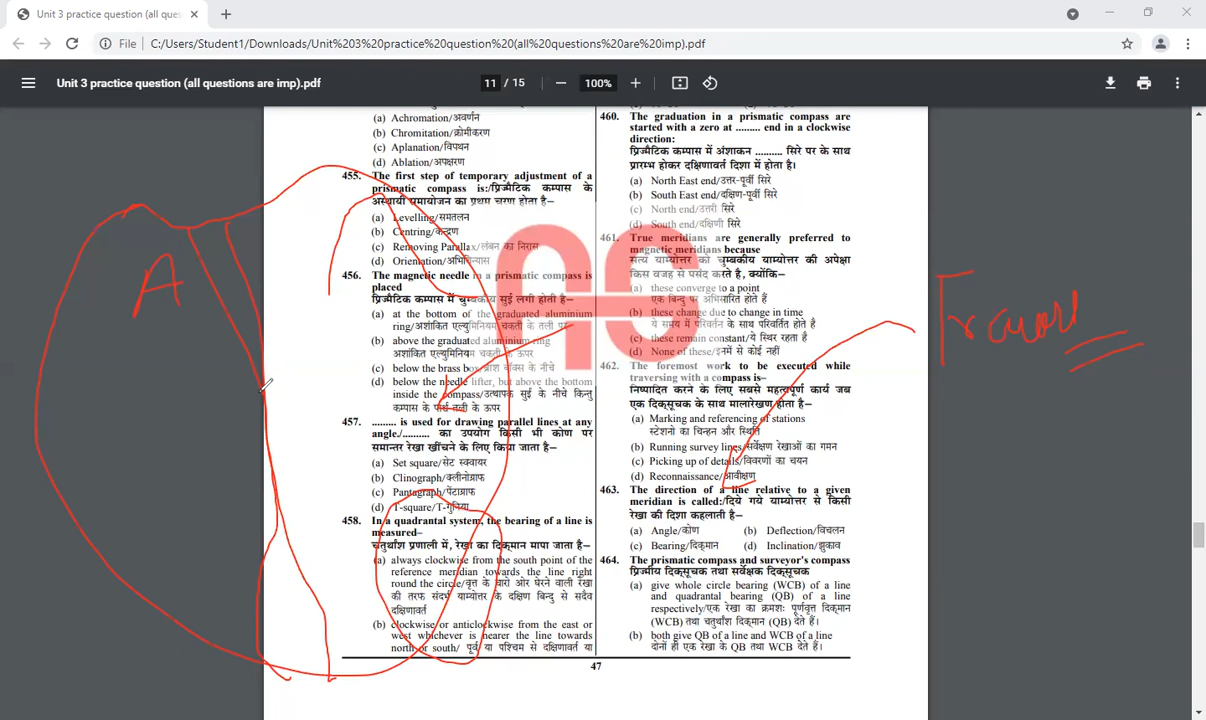 Unit 3 practice question (all qu
File
C:/Users/Student1/Downloads/Unit%203%20practice%20question%20(all%20questions%20are%20imp).pdf
Unit 3 practice question (all questions are imp).pdf
11 / 15
100%
(a) Achromation/अवर्णन
(b) Chromitation/क्रोमीकरण
(c) Aplanation/विपथन
(d) Ablation/अपक्षरण
455. The first step of temporary adjustment of a
prismatic compass is:/प्रिज्मैटिक कम्पास के
अस्थायी समायोजन का प्रथम चरण होता है-
(a) Levelling/समतलन
(b) Centring/केन्द्रण
(c) Removing Parallax/लंबन का निरास
(d) Orientation/अभिविन्यास
456. The magnetic needle in a prismatic compass is
placed
प्रिज्मैटिक कम्पास में चुम्बकीय सुई लगी होती है-
(a) at the bottom of the graduated aluminium
ring/अशांकित एल्युमिनियम चकती के तली पर
(b) above the graduated aluminium ring
अशांकित एल्युमिनियम चकती के ऊपर
(c) below the brass box/ब्रास बॉक्स के नीचे
(d) below the needle lifter, but above the bottom
inside the compass/उत्थापक सुई के नीचे किन्तु
कम्पास के पार्श्व तली के ऊपर
457. ......... is used for drawing parallel lines at any
angle./.......... का उपयोग किसी भी कोण पर
समान्तर रेखा खींचने के लिए किया जाता है-
(a) Set square/सेट स्क्वायर
(b) Clinograph/क्लीनोग्राफ
(c) Pantagraph/पेंटाग्राफ
(d) T-square/T-गुनिया
458. In a quadrantal system, the bearing of a line is
measured-
चतुर्थांश प्रणाली में, रेखा का दिक्मान मापा जाता है-
(a) always clockwise from the south point of the
reference meridian towards the line right
round the circle/वृत्त के चारो ओर घेरने वाली रेखा
की तरफ संदर्भ याम्योत्तर के दक्षिण बिन्दु से सदैव
दक्षिणावर्त
(b) clockwise or anticlockwise from the east or
west whichever is nearer the line towards
north or south/ पूर्व या पश्चिम से दक्षिणावर्त या
460. The graduation in a prismatic compass are
started with a zero at ......... end in a clockwise
direction:
प्रिज्मैटिक कम्पास में अंशाकन .......... सिरे पर के साथ
प्रारम्भ होकर दक्षिणावर्त दिशा में होता है।
(a) North East end/उत्तर-पूर्वी सिरे
(b) South East end/दक्षिण-पूर्वी सिरे
(c) North end/उत्तरी सिरे
(d) South end/दक्षिणी सिरे
461. True meridians are generally preferred to
magnetic meridians because
सत्य याम्योत्तर को चुम्बकीय याम्योत्तर की अपेक्षा
किस वजह से पसंद करते है, क्योंकि-
(a) these converge to a point
एक बिन्दु पर अभिसारित होते हैं
(b) these change due to change in time
ये समय में परिवर्तन के साथ परिवर्तित होते है
(c) these remain constant/ये स्थिर रहता है
(d) None of these/इनमें से कोई नहीं
462. The foremost work to be executed while
traversing with a compass is-
निष्पादित करने के लिए सबसे महत्पूर्ण कार्य जब
एक दिक्सूचक के साथ मालारेखण होता है-
(a) Marking and referencing of stations
स्टेशनो का चिन्हन और स्थिति
(b) Running survey lines/सर्वेक्षण रेखाओं का गमन
(c) Picking up of details/विवरणों का चयन
(d) Reconnaissance/आवीक्षण
463. The direction of a line relative to a given
meridian is called:/दिये गये याम्योत्तर से किसी
रेखा की दिशा कहलाती है-
(a) Angle/कोण (b) Deflection/विचलन
(c) Bearing/दिक्मान (d) Inclination/झुकाव
464. The prismatic compass and surveyor's compass
प्रिज्मीय दिक्सूचक तथा सर्वेक्षक दिक्सूचक
(a) give whole circle bearing (WCB) of a line
and quadrantal bearing (QB) of a line
respectively/एक रेखा का क्रमशः पूर्णवृत्त दिक्मान
(WCB) तथा चतुर्थांश दिक्मान (QB) देते हैं।
(b) both give QB of a line and WCB of a line
दोनों ही एक रेखा के QB तथा WCB देते हैं।
47
A